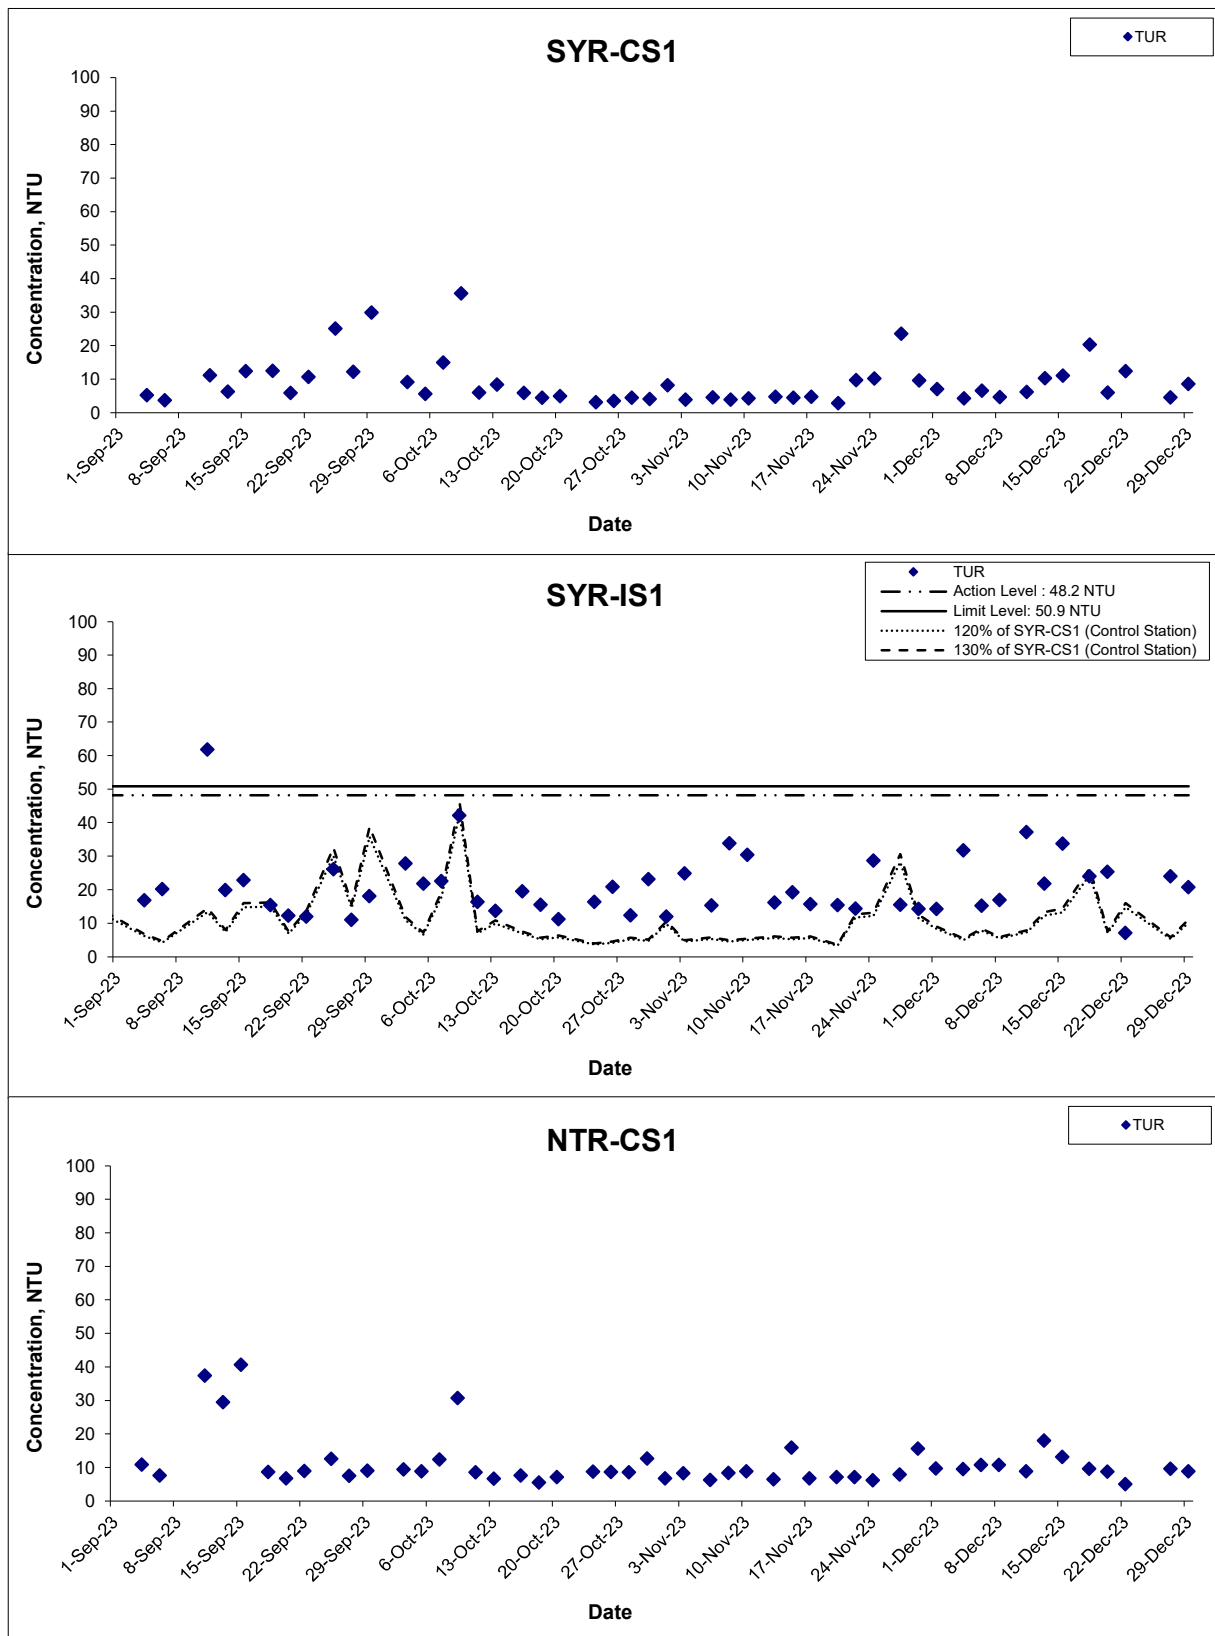 SYR-CS1
TUR
Concentration, NTU
100
90
80
70
60
50
40
30
20
10
0
1-Sep-23
8-Sep-23
15-Sep-23
22-Sep-23
29-Sep-23
6-Oct-23
13-Oct-23
20-Oct-23
27-Oct-23
3-Nov-23
10-Nov-23
17-Nov-23
24-Nov-23
1-Dec-23
8-Dec-23
15-Dec-23
22-Dec-23
29-Dec-23
Date
SYR-IS1
TUR
Action Level : 48.2 NTU
Limit Level: 50.9 NTU
120% of SYR-CS1 (Control Station)
130% of SYR-CS1 (Control Station)
Concentration, NTU
100
90
80
70
60
50
40
30
20
10
0
1-Sep-23
8-Sep-23
15-Sep-23
22-Sep-23
29-Sep-23
6-Oct-23
13-Oct-23
20-Oct-23
27-Oct-23
3-Nov-23
10-Nov-23
17-Nov-23
24-Nov-23
1-Dec-23
8-Dec-23
15-Dec-23
22-Dec-23
29-Dec-23
Date
NTR-CS1
TUR
Concentration, NTU
100
90
80
70
60
50
40
30
20
10
0
1-Sep-23
8-Sep-23
15-Sep-23
22-Sep-23
29-Sep-23
6-Oct-23
13-Oct-23
20-Oct-23
27-Oct-23
3-Nov-23
10-Nov-23
17-Nov-23
24-Nov-23
1-Dec-23
8-Dec-23
15-Dec-23
22-Dec-23
29-Dec-23
Date